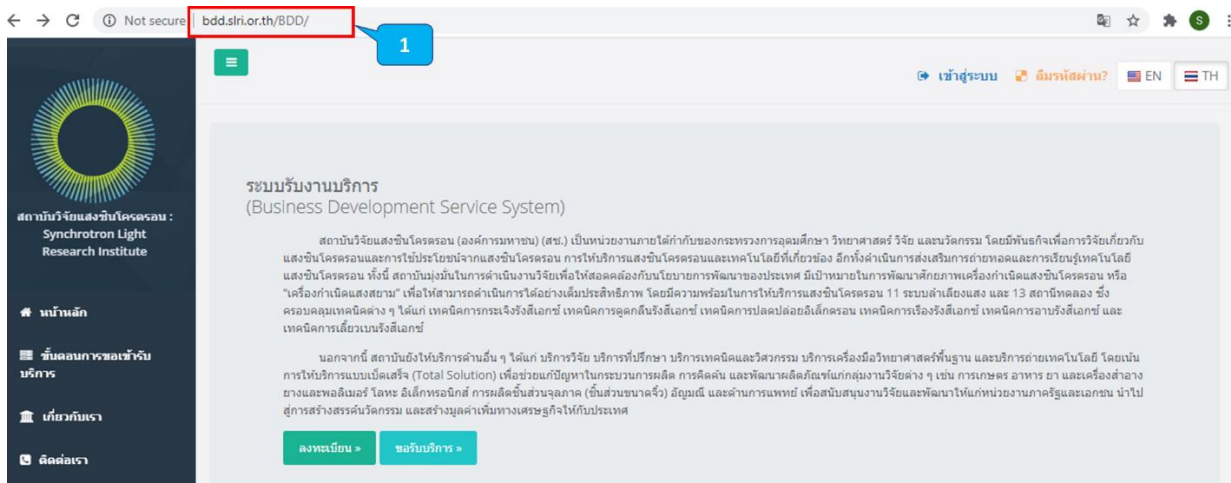 Not secure
bdd.slri.or.th/BDD/
S
1
เข้าสู่ระบบ ลืมรหัสผ่าน? EN TH
สถาบันวิจัยแสงซินโครตรอน :
Synchrotron Light
Research Institute
หน้าหลัก
ขั้นตอนการขอเข้ารับ
บริการ
เกี่ยวกับเรา
ติดต่อเรา
ระบบรับงานบริการ
(Business Development Service System)
สถาบันวิจัยแสงซินโครตรอน (องค์การมหาชน) (สซ.) เป็นหน่วยงานภายใต้กำกับของกระทรวงการอุดมศึกษา วิทยาศาสตร์ วิจัย และนวัตกรรม โดยมีพันธกิจเพื่อการวิจัยเกี่ยวกับ
แสงซินโครตรอนและการใช้ประโยชน์จากแสงซินโครตรอน การให้บริการแสงซินโครตรอนและเทคโนโลยีที่เกี่ยวข้อง อีกทั้งดำเนินการส่งเสริมการถ่ายทอดและการเรียนรู้เทคโนโลยี
แสงซินโครตรอน ทั้งนี้ สถาบันมุ่งมั่นในการดำเนินงานวิจัยเพื่อให้สอดคล้องกับนโยบายการพัฒนาของประเทศ มีเป้าหมายในการพัฒนาศักยภาพเครื่องกำเนิดแสงซินโครตรอน หรือ
“เครื่องกำเนิดแสงสยาม” เพื่อให้สามารถดำเนินการได้อย่างเต็มประสิทธิภาพ โดยมีความพร้อมในการให้บริการแสงซินโครตรอน 11 ระบบลำเลียงแสง และ 13 สถานีทดลอง ซึ่ง
ครอบคลุมเทคนิคต่าง ๆ ได้แก่ เทคนิคการกระเจิงรังสีเอกซ์ เทคนิคการดูดกลืนรังสีเอกซ์ เทคนิคการปลดปล่อยอิเล็กตรอน เทคนิคการเรืองรังสีเอกซ์ เทคนิคการอาบรังสีเอกซ์ และ
เทคนิคการเลี้ยวเบนรังสีเอกซ์
นอกจากนี้ สถาบันยังให้บริการด้านอื่น ๆ ได้แก่ บริการวิจัย บริการที่ปรึกษา บริการเทคนิคและวิศวกรรม บริการเครื่องมือวิทยาศาสตร์พื้นฐาน และบริการถ่ายเทคโนโลยี โดยเน้น
การให้บริการแบบเบ็ดเสร็จ (Total Solution) เพื่อช่วยแก้ปัญหาในกระบวนการผลิต การคิดค้น และพัฒนาผลิตภัณฑ์แก่กลุ่มงานวิจัยต่าง ๆ เช่น การเกษตร อาหาร ยา และเครื่องสำอาง
ยางและพอลิเมอร์ โลหะ อิเล็กทรอนิกส์ การผลิตชิ้นส่วนจุลภาค (ชิ้นส่วนขนาดจิ๋ว) อัญมณี และด้านการแพทย์ เพื่อสนับสนุนงานวิจัยและพัฒนาให้แก่หน่วยงานภาครัฐและเอกชน นำไป
สู่การสร้างสรรค์นวัตกรรม และสร้างมูลค่าเพิ่มทางเศรษฐกิจให้กับประเทศ
ลงทะเบียน » ขอรับบริการ »